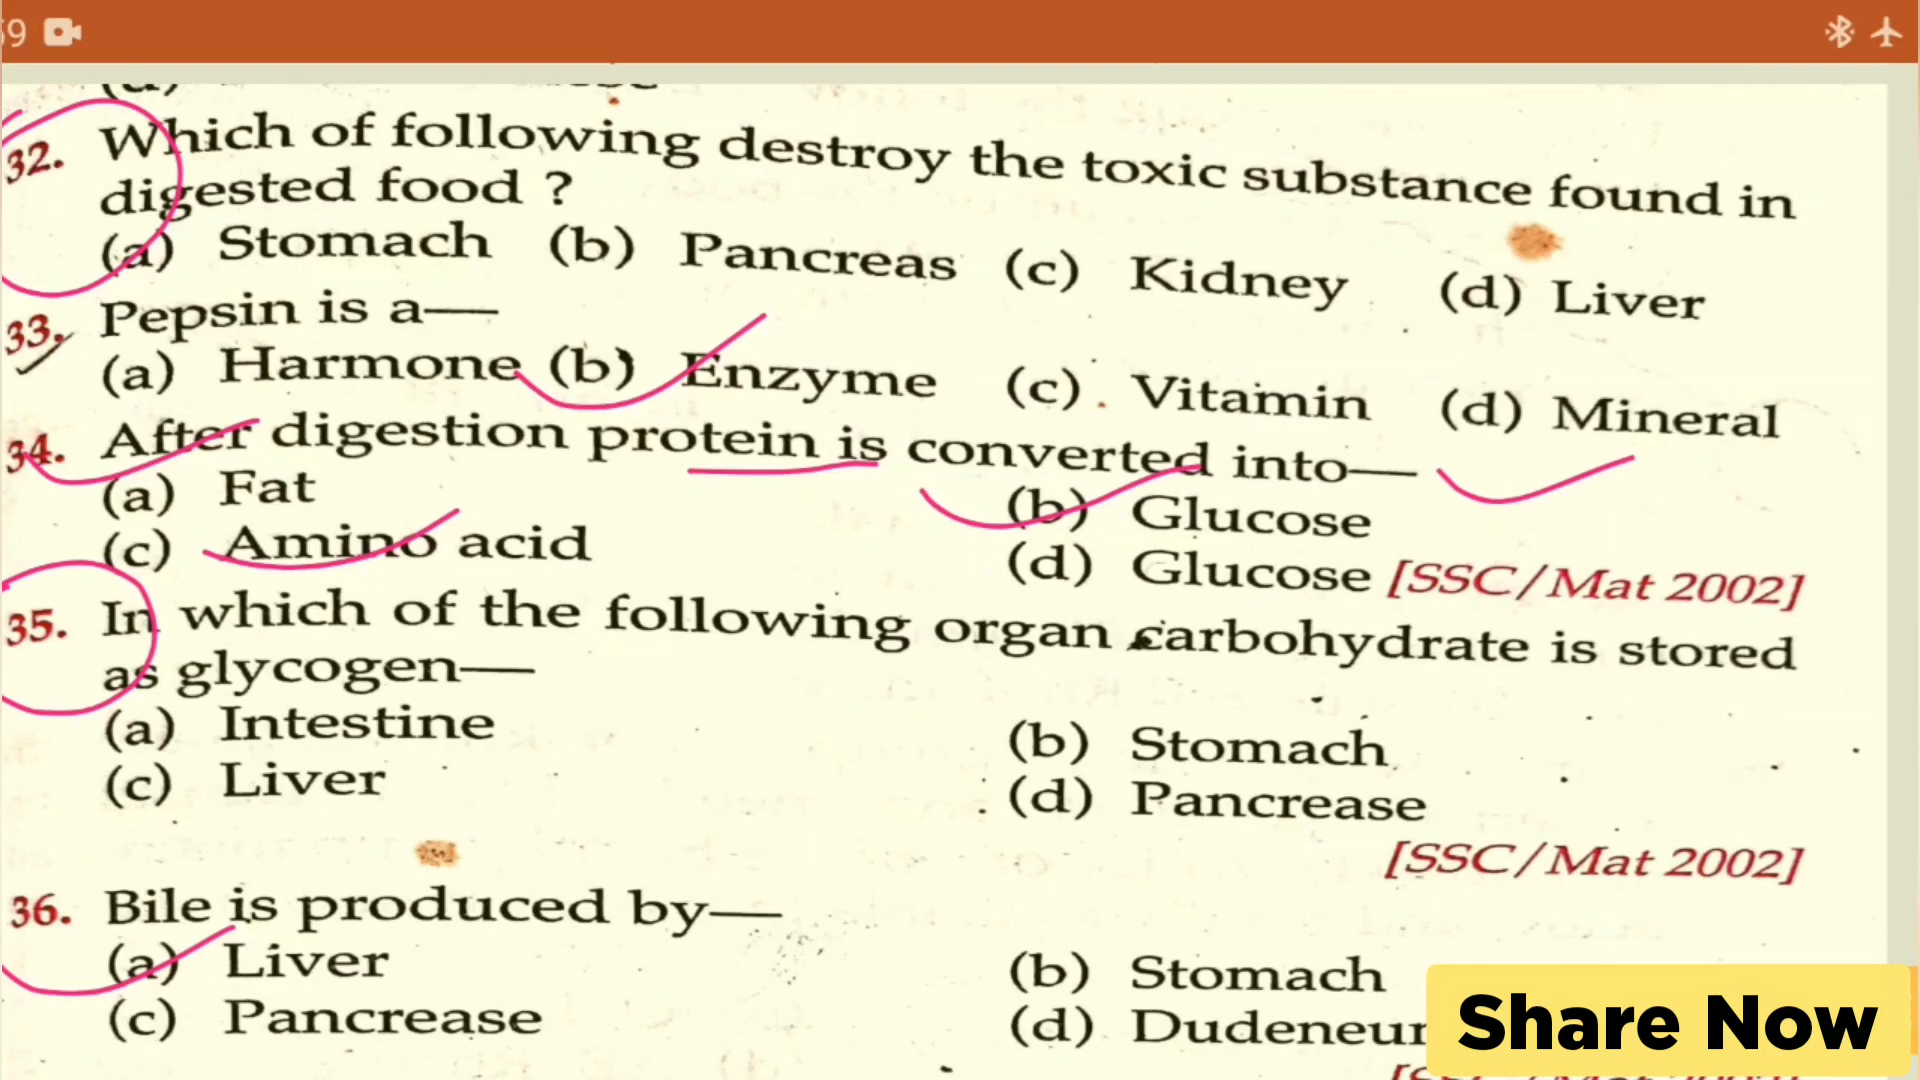 59
32. Which of following destroy the toxic substance found in
digested food ?
(a) Stomach (b) Pancreas (c) Kidney (d) Liver
33. Pepsin is a—
(a) Harmone (b) Enzyme (c) Vitamin (d) Mineral
34. After digestion protein is converted into—
(a) Fat (b) Glucose
(c) Amino acid (d) Glucose [SSC/Mat 2002]
35. In which of the following organ carbohydrate is stored
as glycogen—
(a) Intestine (b) Stomach
(c) Liver (d) Pancrease
[SSC/Mat 2002]
36. Bile is produced by—
(a) Liver (b) Stomach
(c) Pancrease (d) Dudeneur
Share Now